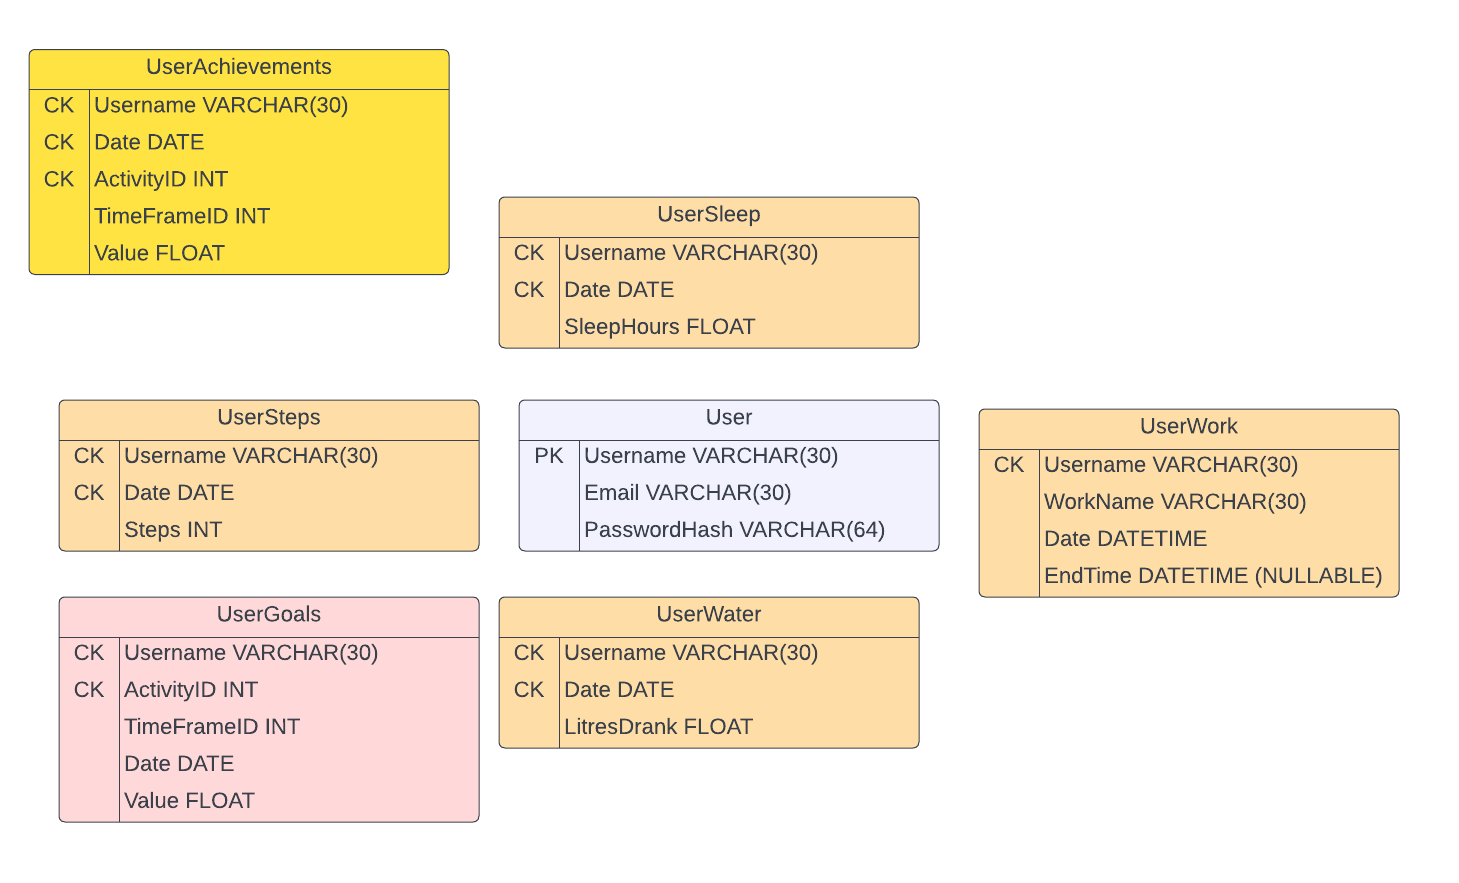 UserAchievements
CK Username VARCHAR(30)
CK Date DATE
CK ActivityID INT
TimeFrameID INT
Value FLOAT
UserSleep
CK Username VARCHAR(30)
CK Date DATE
SleepHours FLOAT
UserSteps
CK Username VARCHAR(30)
CK Date DATE
Steps INT
User
PK Username VARCHAR(30)
Email VARCHAR(30)
PasswordHash VARCHAR(64)
UserWork
CK Username VARCHAR(30)
WorkName VARCHAR(30)
Date DATETIME
EndTime DATETIME (NULLABLE)
UserGoals
CK Username VARCHAR(30)
CK ActivityID INT
TimeFrameID INT
Date DATE
Value FLOAT
UserWater
CK Username VARCHAR(30)
CK Date DATE
LitresDrank FLOAT